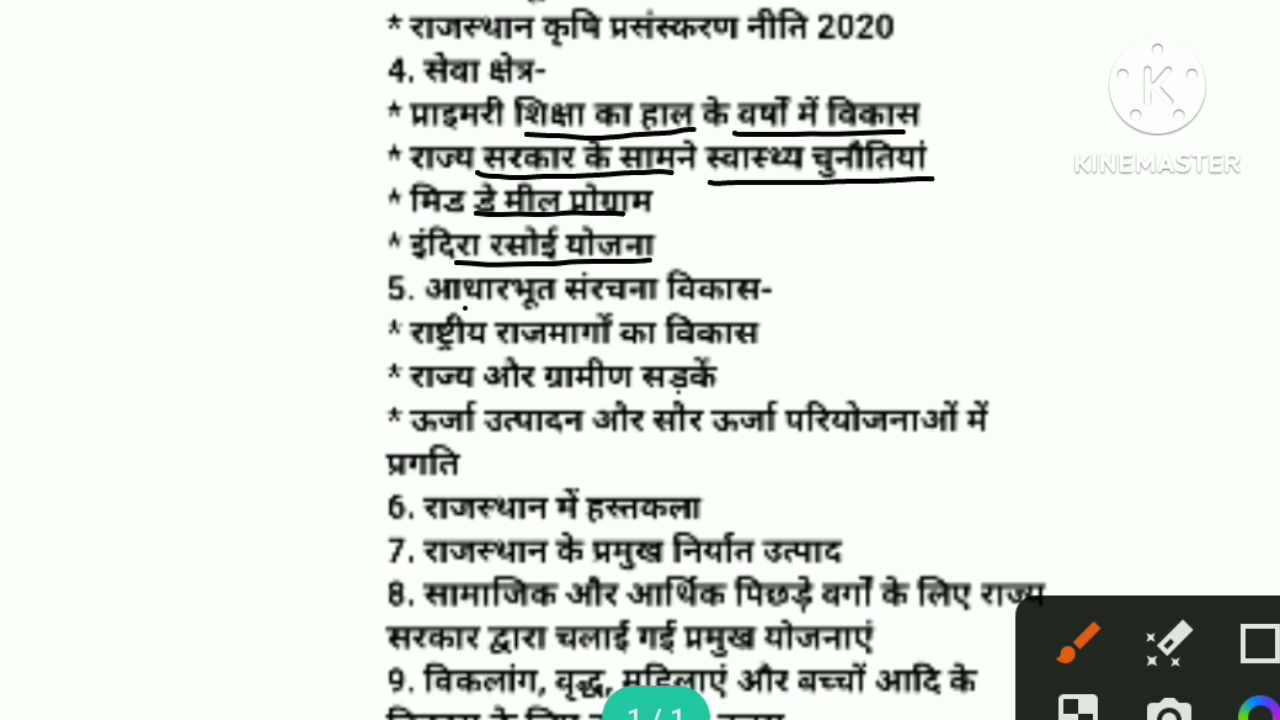 * राजस्थान कृषि प्रसंस्करण नीति 2020
4. सेवा क्षेत्र-
* प्राइमरी शिक्षा का हाल के वर्षों में विकास
* राज्य सरकार के सामने स्वास्थ्य चुनौतियां
* मिड डे मील प्रोग्राम
* इंदिरा रसोई योजना
5. आधारभूत संरचना विकास-
* राष्ट्रीय राजमार्गों का विकास
* राज्य और ग्रामीण सड़कें
* ऊर्जा उत्पादन और सौर ऊर्जा परियोजनाओं में
प्रगति
6. राजस्थान में हस्तकला
7. राजस्थान के प्रमुख निर्यात उत्पाद
8. सामाजिक और आर्थिक पिछड़े वर्गों के लिए राज्य
सरकार द्वारा चलाई गई प्रमुख योजनाएं
9. विकलांग, वृद्ध, महिलाएं और बच्चों आदि के
1 / 1
K
KINEMASTER